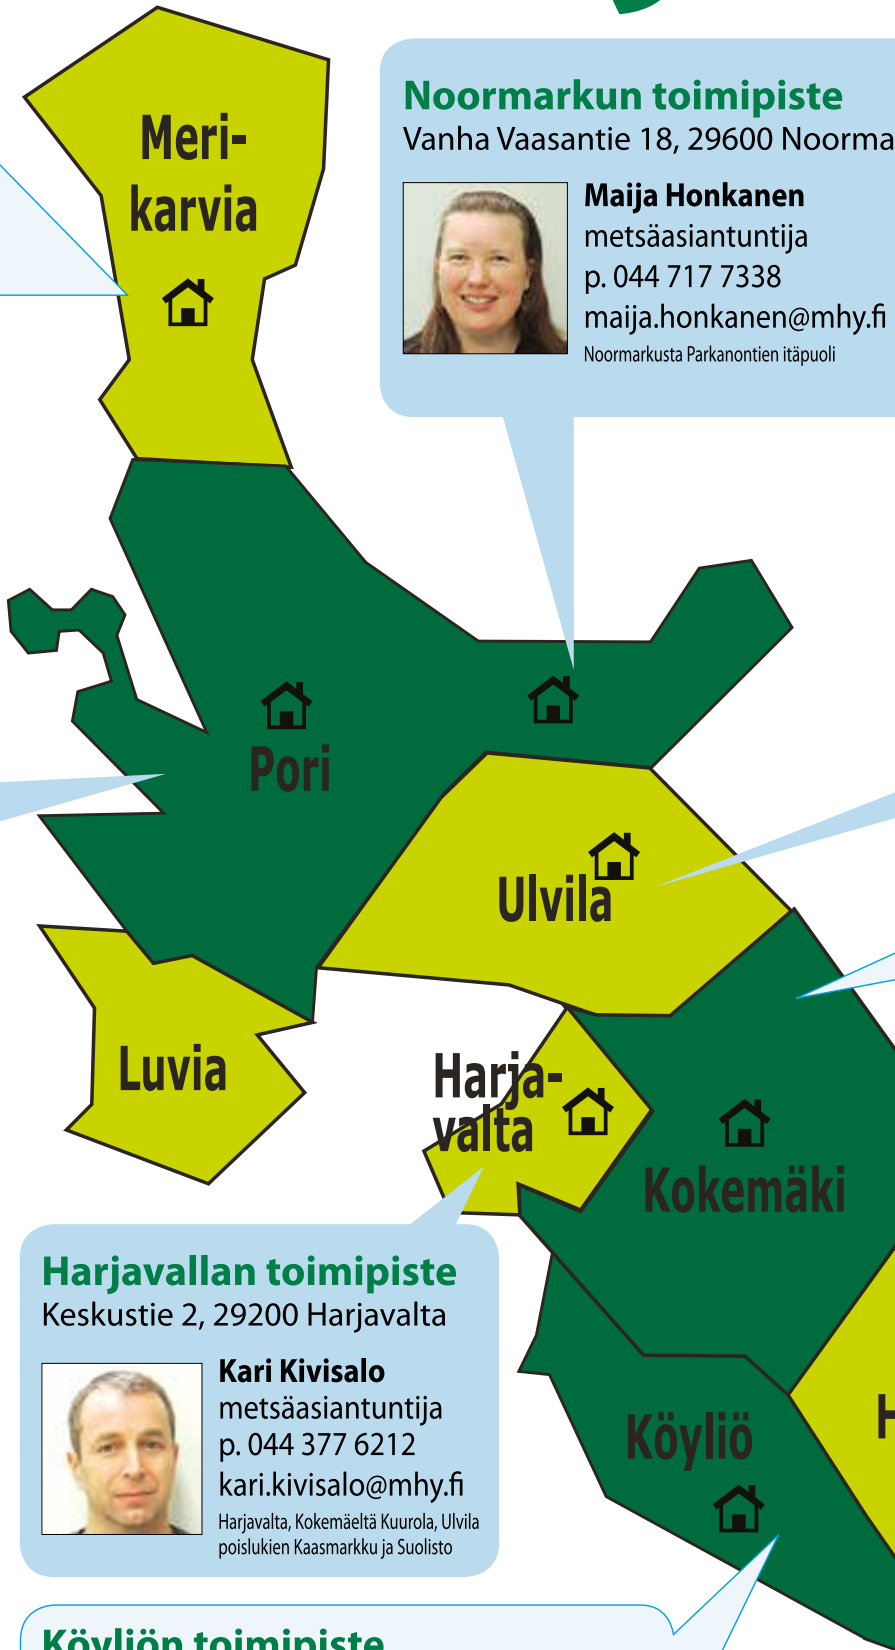 Noormarkun toimipiste
Vanha Vaasantie 18, 29600 Noorma
Maija Honkanen
metsäasiantuntija
p. 044 717 7338
maija.honkanen@mhy.fi
Noormarkusta Parkanontien itäpuoli
Meri-
karvia
Pori
Ulvila
Luvia
Harja-
valta
Kokemäki
Harjavallan toimipiste
Keskustie 2, 29200 Harjavalta
Kari Kivisalo
metsäasiantuntija
p. 044 377 6212
kari.kivisalo@mhy.fi
Harjavalta, Kokemäeltä Kuurola, Ulvila
poislukien Kaasmarkku ja Suolisto
H
Köyliö
Köyliön toimipiste